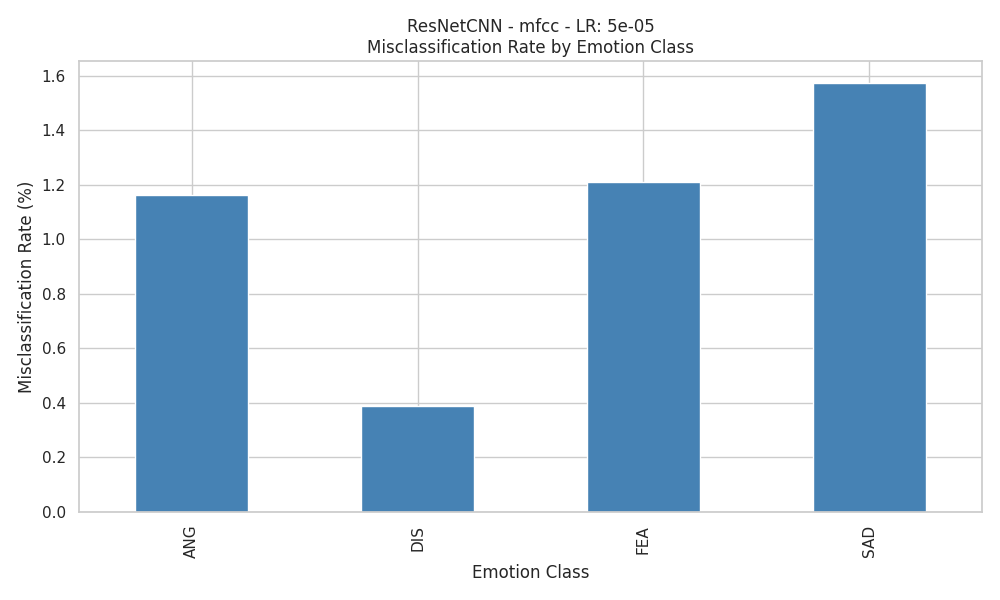 ResNetCNN - mfcc - LR: 5e-05
Misclassification Rate by Emotion Class
Misclassification Rate (%)
1.6
1.4
1.2
1.0
0.8
0.6
0.4
0.2
0.0
ANG
DIS
FEA
SAD
Emotion Class